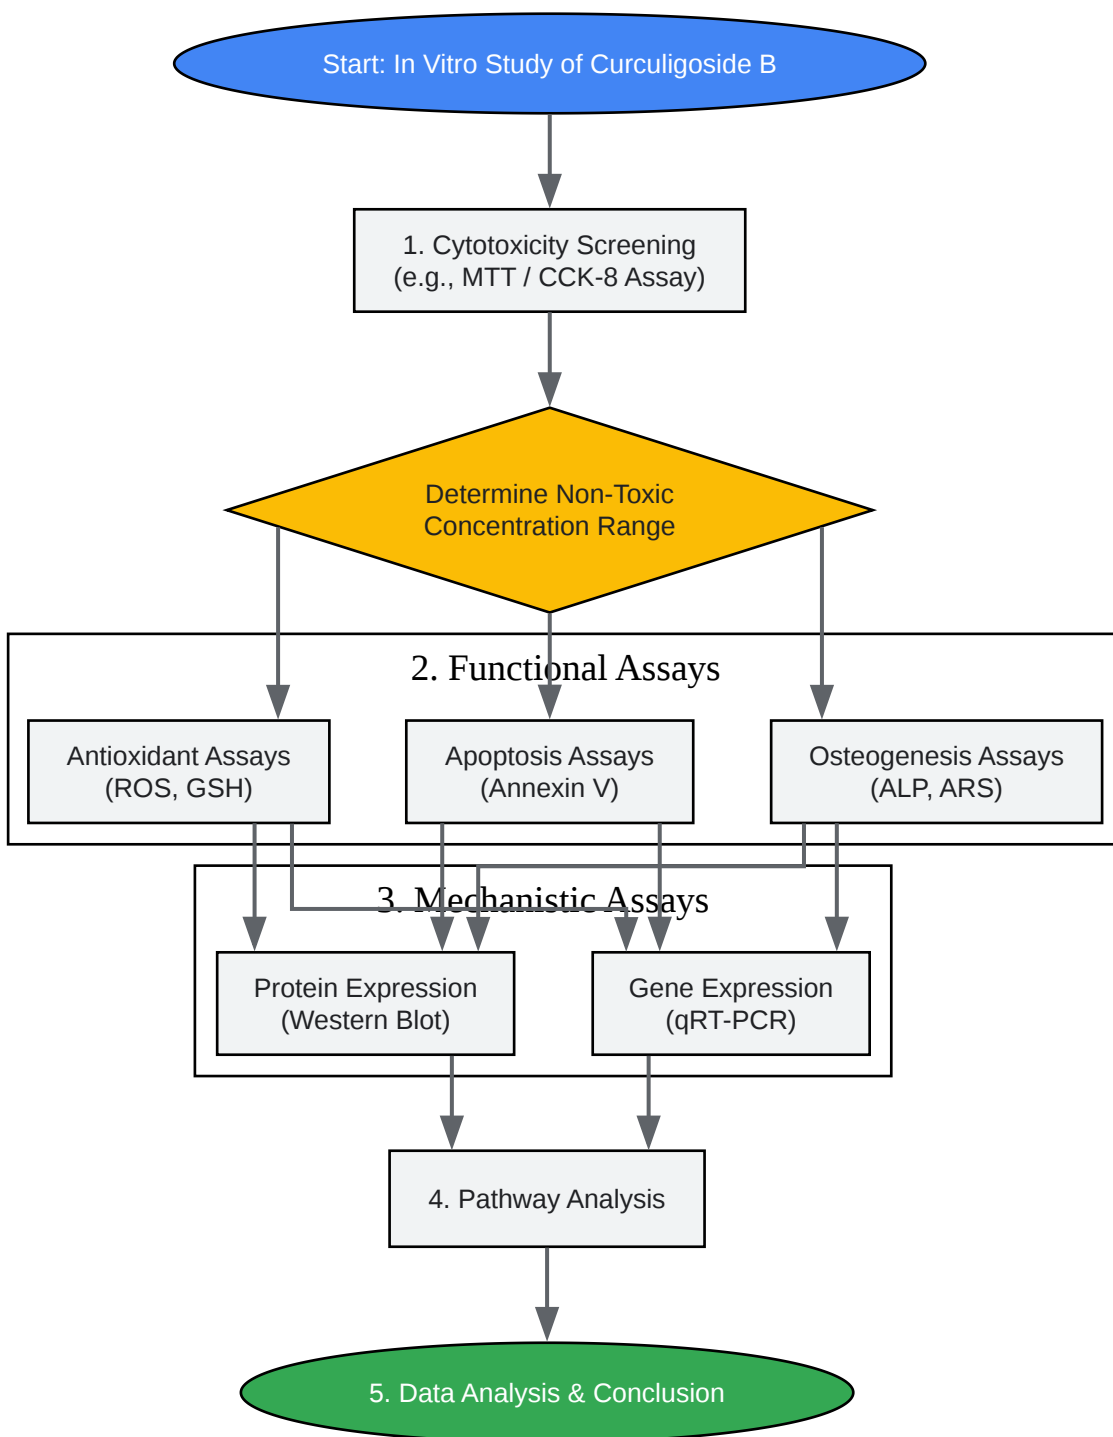 Start: In Vitro Study of Curculigoside B
1. Cytotoxicity Screening
(e.g., MTT / CCK-8 Assay)
Determine Non-Toxic
Concentration Range
2. Functional Assays
Antioxidant Assays
(ROS, GSH)
Apoptosis Assays
(Annexin V)
Osteogenesis Assays
(ALP, ARS)
3. Mechanistic Assays
Protein Expression
(Western Blot)
Gene Expression
(qRT-PCR)
4. Pathway Analysis
5. Data Analysis & Conclusion